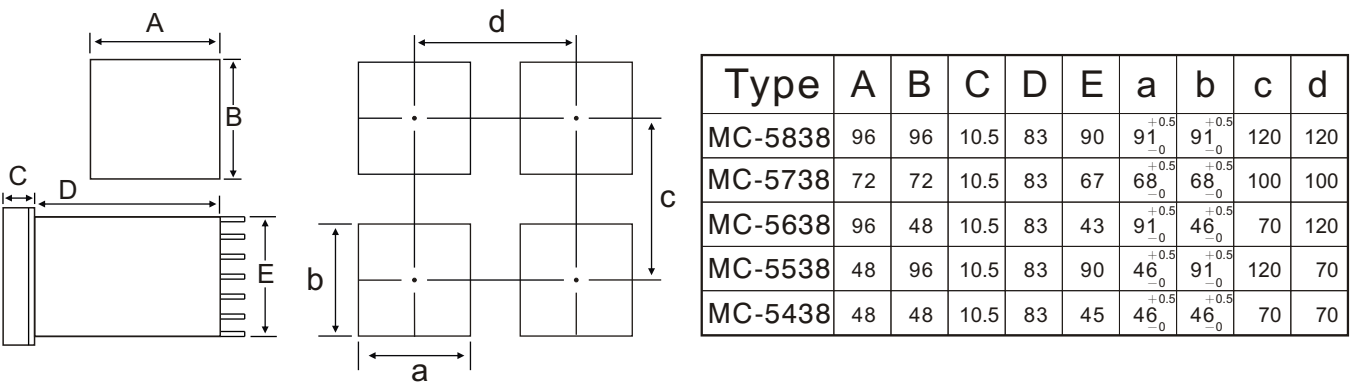 A
B
C
D
E
d
c
b
a
Type A B C D E a b c d
MC-5838 96 96 10.5 83 90 91 +0.5 −0 91 +0.5 −0 120 120
MC-5738 72 72 10.5 83 67 68 +0.5 −0 68 +0.5 −0 100 100
MC-5638 96 48 10.5 83 43 91 +0.5 −0 46 +0.5 −0 70 120
MC-5538 48 96 10.5 83 90 46 +0.5 −0 91 +0.5 −0 120 70
MC-5438 48 48 10.5 83 45 46 +0.5 −0 46 +0.5 −0 70 70